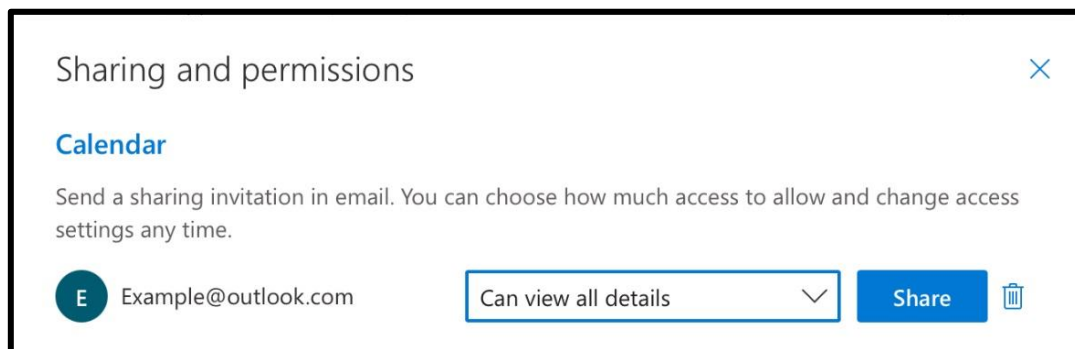 Sharing and permissions
Calendar
Send a sharing invitation in email. You can choose how much access to allow and change access
settings any time.
E Example@outlook.com Can view all details Share